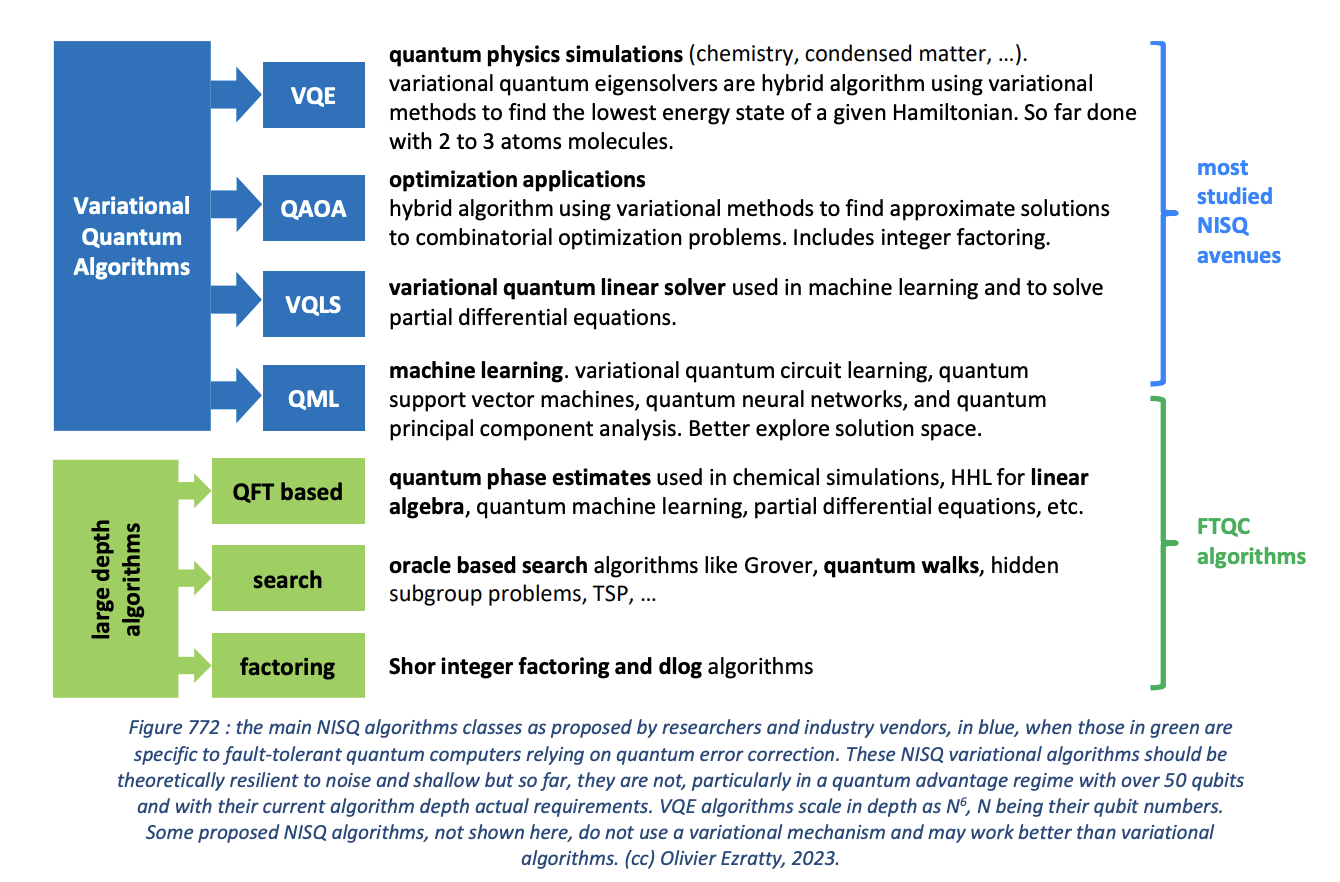 Variational
Quantum
Algorithms
VQE
quantum physics simulations (chemistry, condensed matter, …).
variational quantum eigensolvers are hybrid algorithm using variational
methods to find the lowest energy state of a given Hamiltonian. So far done
with 2 to 3 atoms molecules.
QAOA
optimization applications
hybrid algorithm using variational methods to find approximate solutions
to combinatorial optimization problems. Includes integer factoring.
VQLS
variational quantum linear solver used in machine learning and to solve
partial differential equations.
QML
machine learning. variational quantum circuit learning, quantum
support vector machines, quantum neural networks, and quantum
principal component analysis. Better explore solution space.
most
studied
NISQ
avenues
large depth
algorithms
QFT based
quantum phase estimates used in chemical simulations, HHL for linear
algebra, quantum machine learning, partial differential equations, etc.
search
oracle based search algorithms like Grover, quantum walks, hidden
subgroup problems, TSP, …
factoring
Shor integer factoring and dlog algorithms
FTQC
algorithms
Figure 772 : the main NISQ algorithms classes as proposed by researchers and industry vendors, in blue, when those in green are
specific to fault-tolerant quantum computers relying on quantum error correction. These NISQ variational algorithms should be
theoretically resilient to noise and shallow but so far, they are not, particularly in a quantum advantage regime with over 50 qubits
and with their current algorithm depth actual requirements. VQE algorithms scale in depth as N⁶, N being their qubit numbers.
Some proposed NISQ algorithms, not shown here, do not use a variational mechanism and may work better than variational
algorithms. (cc) Olivier Ezratty, 2023.